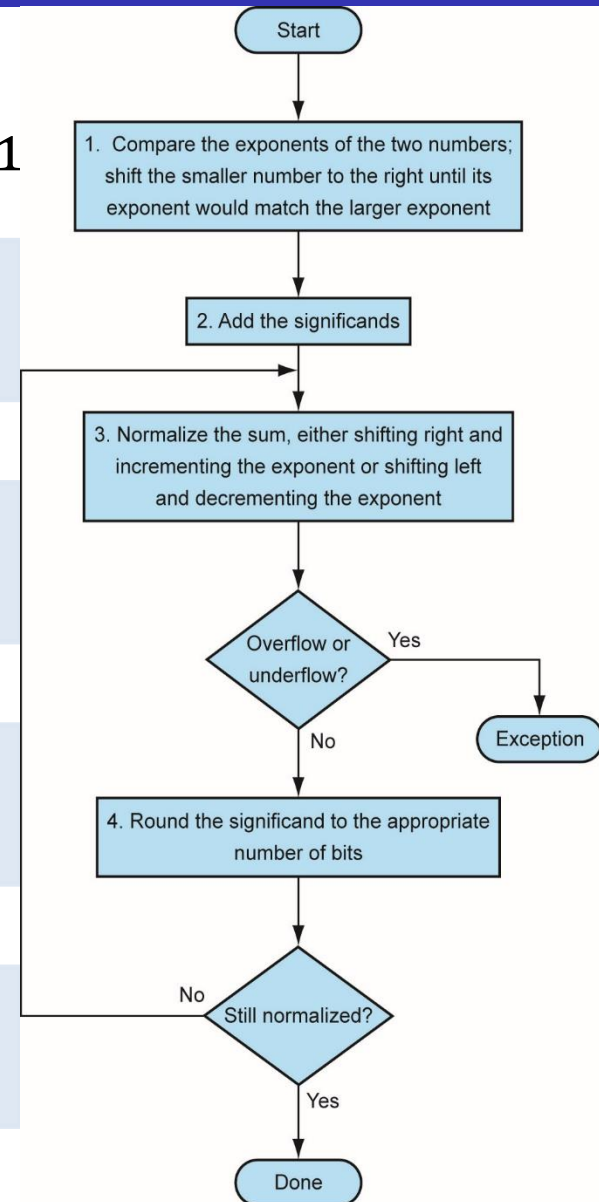 Start
1
1. Compare the exponents of the two numbers;
shift the smaller number to the right until its
exponent would match the larger exponent
2. Add the significands
3. Normalize the sum, either shifting right and
incrementing the exponent or shifting left
and decrementing the exponent
Overflow or
underflow?
Yes
No
Exception
4. Round the significand to the appropriate
number of bits
No
Still normalized?
Yes
Done